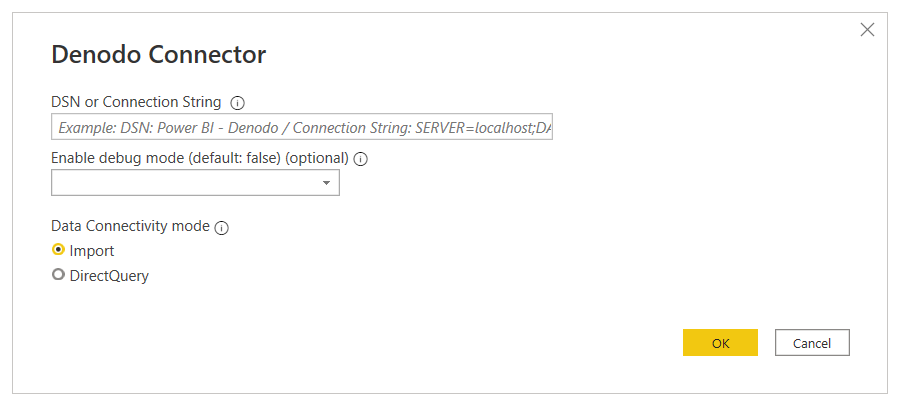 Denodo Connector
DSN or Connection String
Example: DSN: Power BI - Denodo / Connection String: SERVER=localhost;DA
Enable debug mode (default: false) (optional)
Data Connectivity mode
Import
DirectQuery
OK Cancel